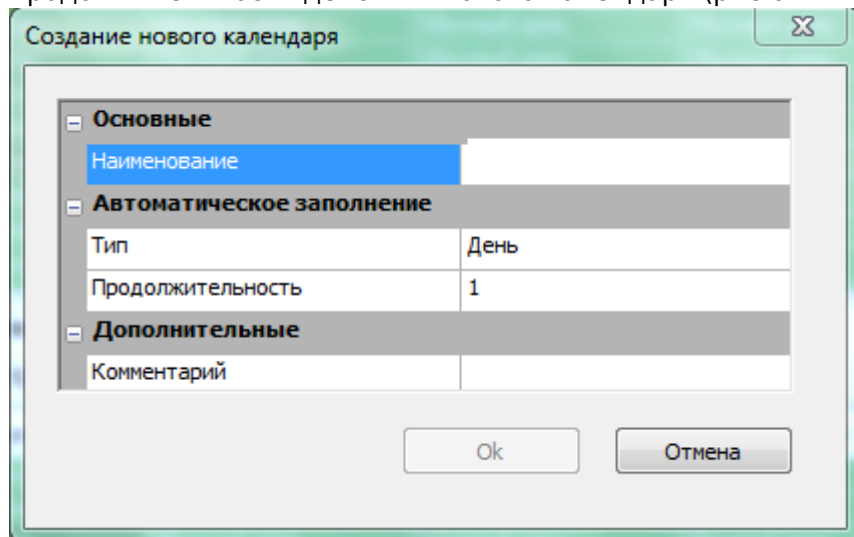 Создание нового календаря
Основные
Наименование
Автоматическое заполнение
Тип День
Продолжительность 1
Дополнительные
Комментарий
Ok Отмена